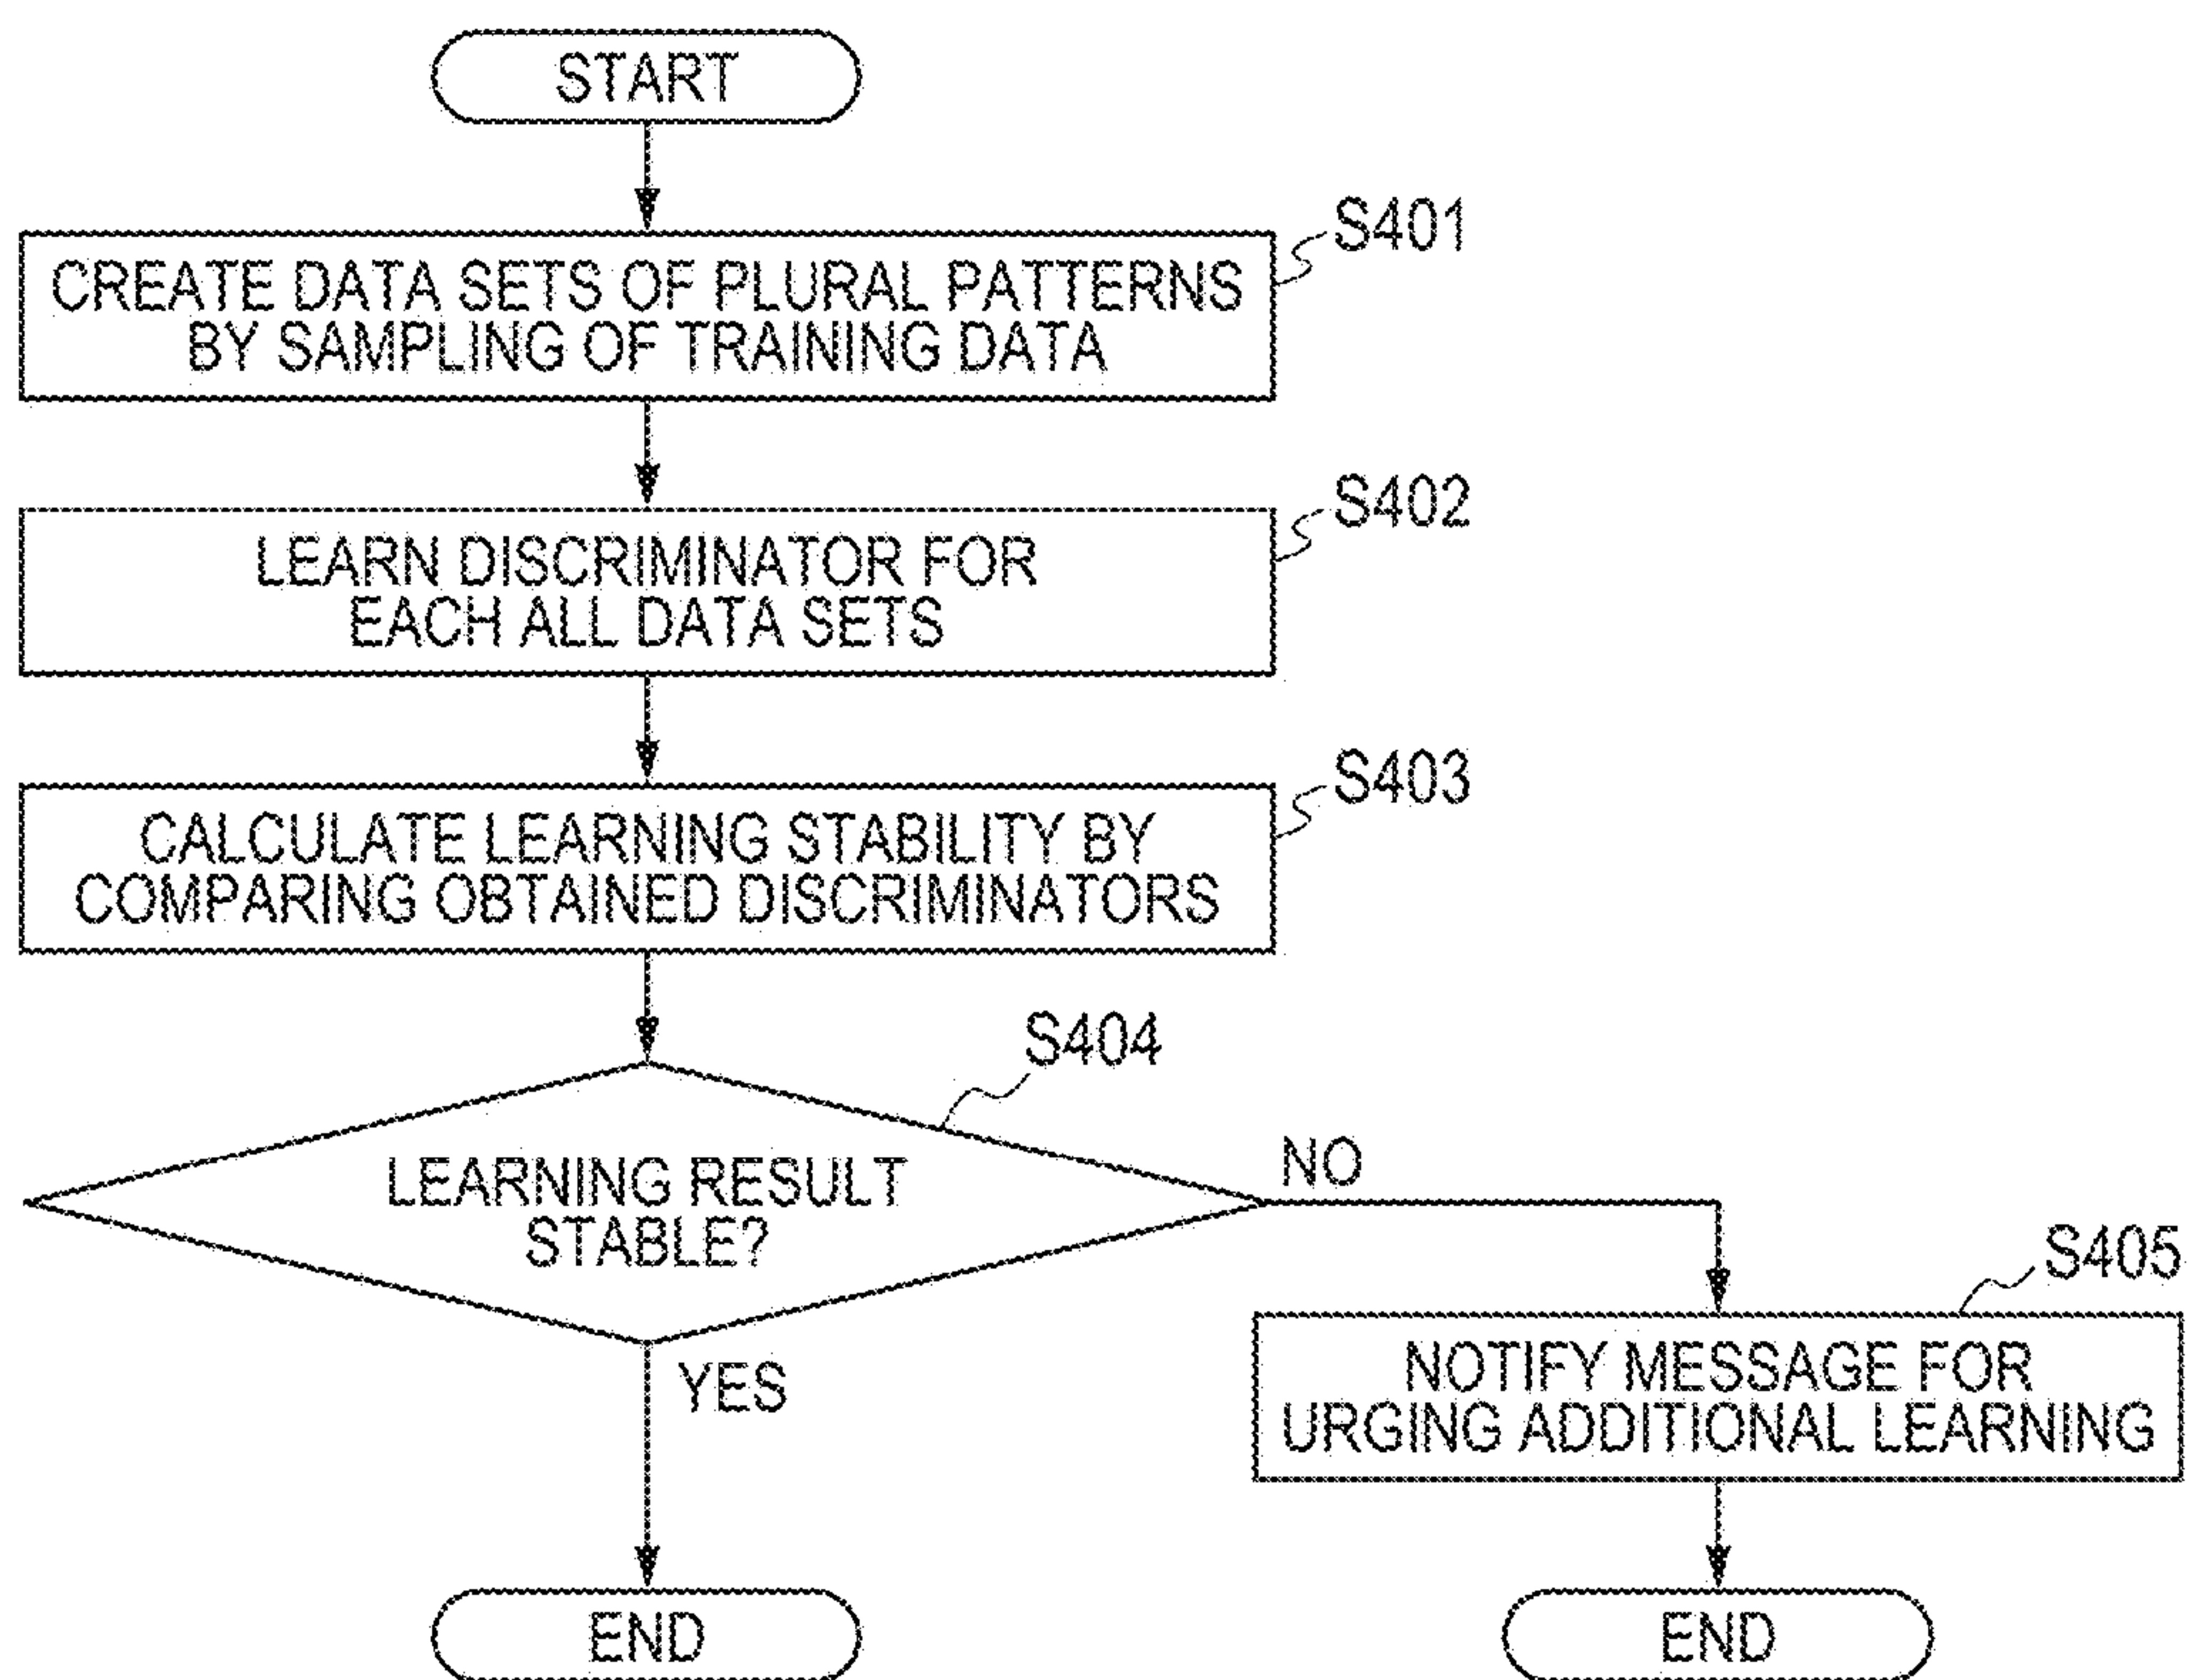 START
S401
CREATE DATA SETS OF PLURAL PATTERNS
BY SAMPLING OF TRAINING DATA
S402
LEARN DISCRIMINATOR FOR
EACH ALL DATA SETS
S403
CALCULATE LEARNING STABILITY BY
COMPARING OBTAINED DISCRIMINATORS
S404
LEARNING RESULT
STABLE?
NO
YES
S405
NOTIFY MESSAGE FOR
URGING ADDITIONAL LEARNING
END
END